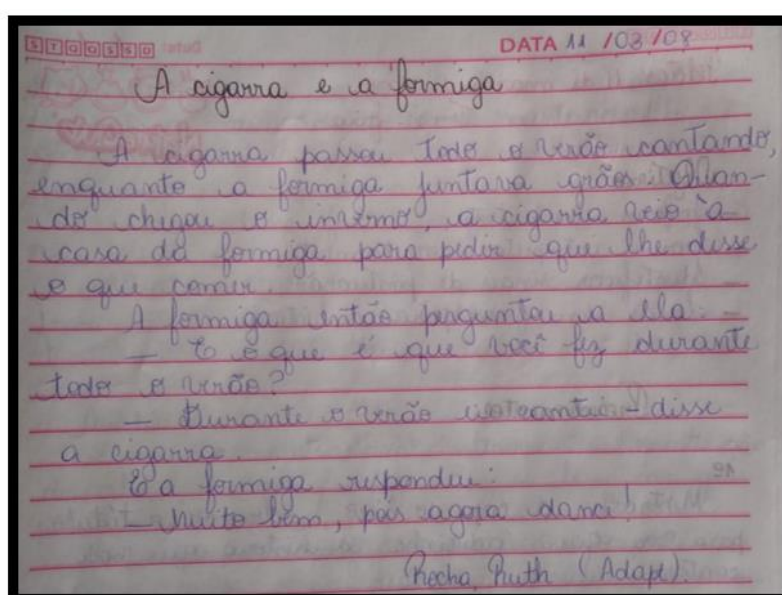 S T Q Q S S D DATA 11 /03 /08
A cigarra e a formiga
A cigarra passou todo o verão cantando,
enquanto a formiga juntava grãos. Quan-
do chegou o inverno, a cigarra veio à
casa da formiga para pedir que lhe desse
o que comer.
A formiga então perguntou a ela:
— E o que é que você fez durante
todo o verão?
— Durante o verão eu cantei – disse
a cigarra.
E a formiga respondeu:
— Muito bem, pois agora dance!
Rocha, Ruth (Adapt).